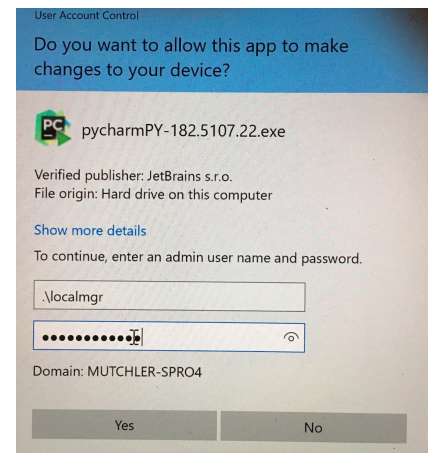 User Account Control
Do you want to allow this app to make
changes to your device?
PC
pycharmPY-182.5107.22.exe
Verified publisher: JetBrains s.r.o.
File origin: Hard drive on this computer
Show more details
To continue, enter an admin user name and password.
.\localmgr
Domain: MUTCHLER-SPRO4
Yes No